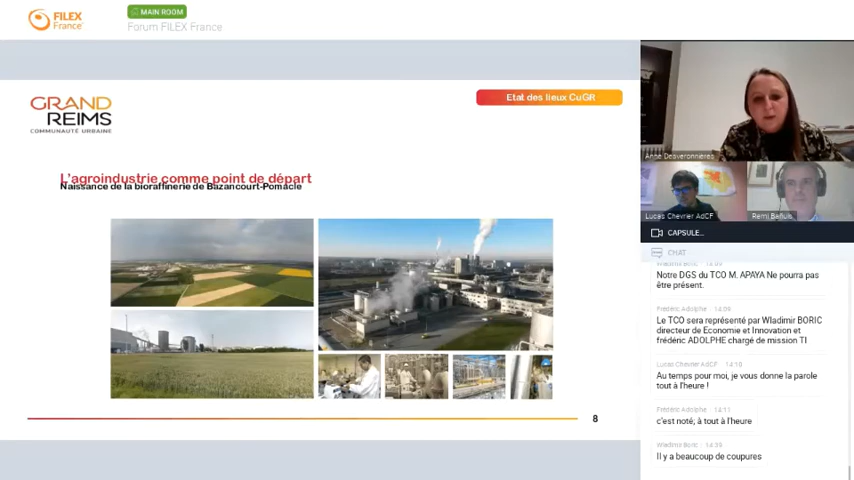 FILEX
France
MAIN ROOM
Forum FILEX France
GRAND
REIMS
COMMUNAUTÉ URBAINE
Etat des lieux CuGR
L'agroindustrie comme point de départ
Naissance de la bioraffinerie de Bazancourt-Pomacle
8
Anne Desveronnieres
Lucas Chevrier AdCF
Remi Bañuls
CAPSULE...
CHAT
Wladimir Boric
Notre DGS du TCO M. APAYA Ne pourra pas
être présent.
Frédéric Adolphe - 14:09
Le TCO sera représenté par Wladimir BORIC
directeur de Economie et Innovation et
frédéric ADOLPHE chargé de mission TI
Lucas Chevrier AdCF - 14:10
Au temps pour moi, je vous donne la parole
tout à l'heure !
Frédéric Adolphe - 14:11
c'est noté; à tout à l'heure
Wladimir Boric - 14:35
Il y a beaucoup de coupures